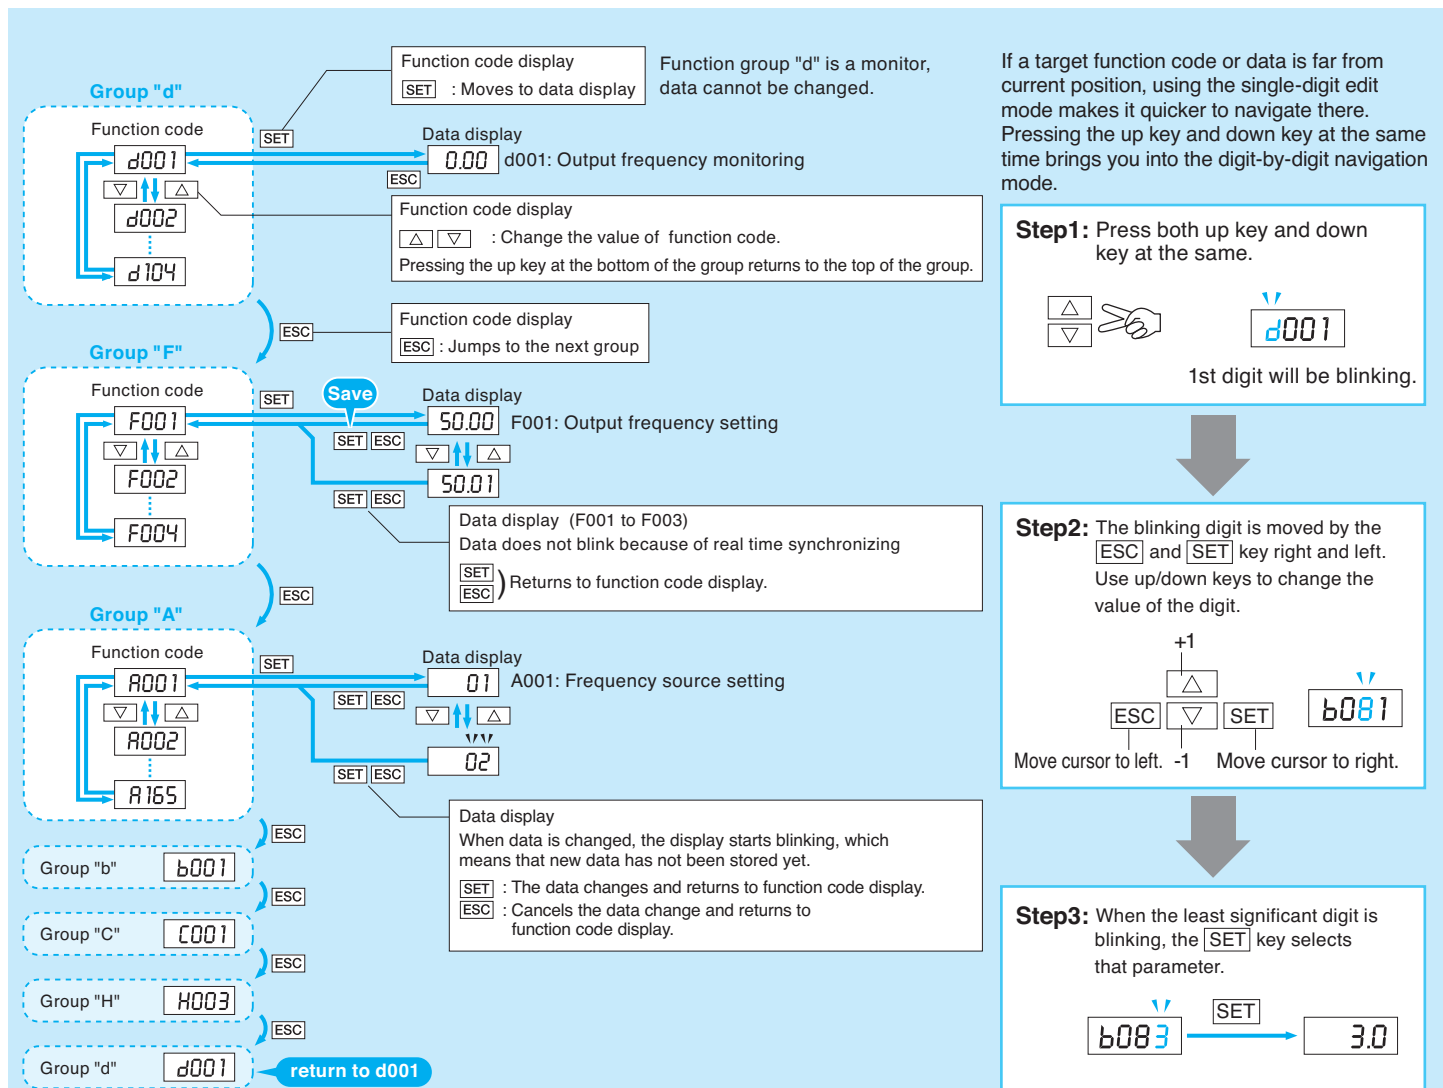 Group "d"
Function code
d001
d002
d104
SET
Function code display
SET : Moves to data display
Function group "d" is a monitor,
data cannot be changed.
Data display
0.00 d001: Output frequency monitoring
ESC
Function code display
: Change the value of function code.
Pressing the up key at the bottom of the group returns to the top of the group.
ESC
Function code display
ESC : Jumps to the next group
Group "F"
Function code
F001
F002
F004
SET
Save
SET ESC
Data display
50.00 F001: Output frequency setting
50.01
SET ESC
Data display (F001 to F003)
Data does not blink because of real time synchronizing
SET
ESC ) Returns to function code display.
ESC
Group "A"
Function code
A001
A002
A165
SET
SET ESC
Data display
01 A001: Frequency source setting
02
SET ESC
Data display
When data is changed, the display starts blinking, which
means that new data has not been stored yet.
SET : The data changes and returns to function code display.
ESC : Cancels the data change and returns to
function code display.
ESC
Group "b" b001
ESC
Group "C" C001
ESC
Group "H" H003
ESC
Group "d" d001 return to d001
If a target function code or data is far from
current position, using the single-digit edit
mode makes it quicker to navigate there.
Pressing the up key and down key at the same
time brings you into the digit-by-digit navigation
mode.
Step1: Press both up key and down
key at the same.
d001
1st digit will be blinking.
Step2: The blinking digit is moved by the
ESC and SET key right and left.
Use up/down keys to change the
value of the digit.
+1
ESC SET b081
Move cursor to left. -1 Move cursor to right.
Step3: When the least significant digit is
blinking, the SET key selects
that parameter.
b083 SET 3.0